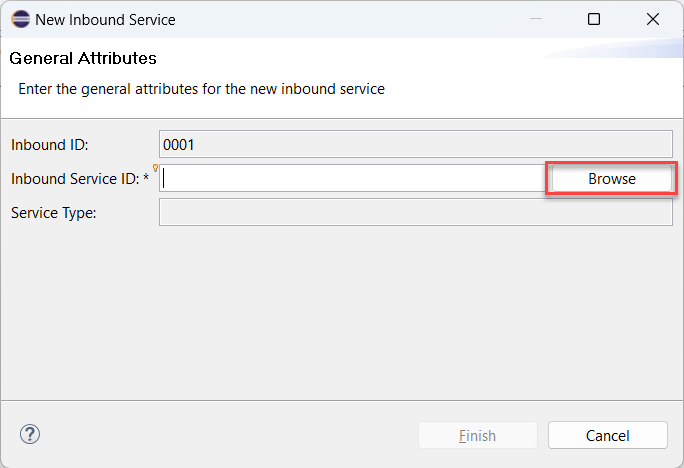 New Inbound Service
General Attributes
Enter the general attributes for the new inbound service
Inbound ID: 0001
Inbound Service ID: * Browse
Service Type:
? Finish Cancel